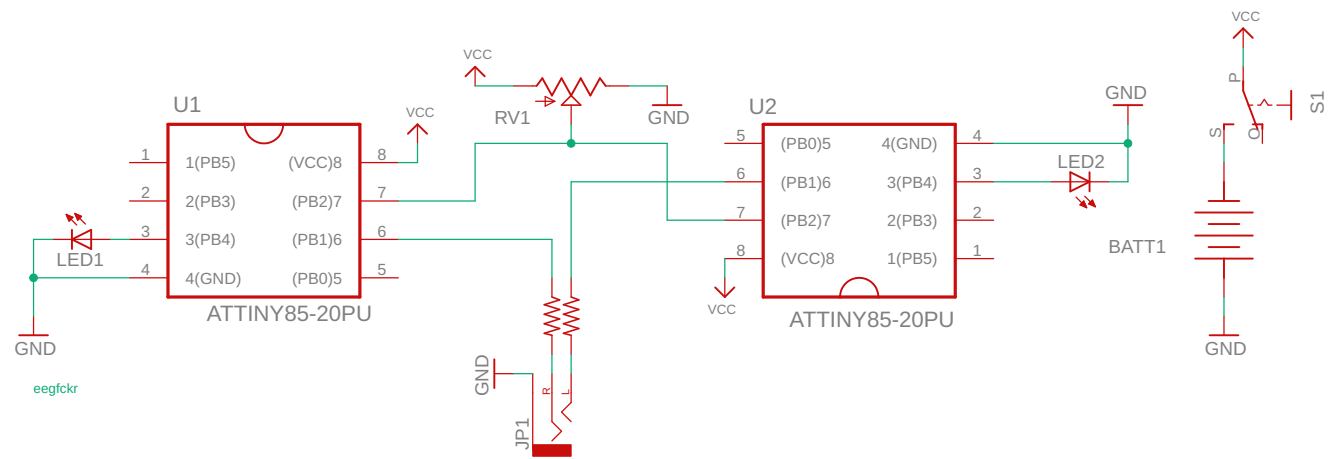 VCC
VCC
P
S1
S
O
U1
VCC
RV1
GND
U2
GND
1
2
3
4
1(PB5)
2(PB3)
3(PB4)
4(GND)
(VCC)8
(PB2)7
(PB1)6
(PB0)5
8
7
6
5
LED1
ATTINY85-20PU
GND
5
6
7
8
(PB0)5
(PB1)6
(PB2)7
(VCC)8
4(GND)
3(PB4)
2(PB3)
1(PB5)
4
3
2
1
LED2
BATT1
VCC
ATTINY85-20PU
GND
eegfckr
GND
R
L
JP1